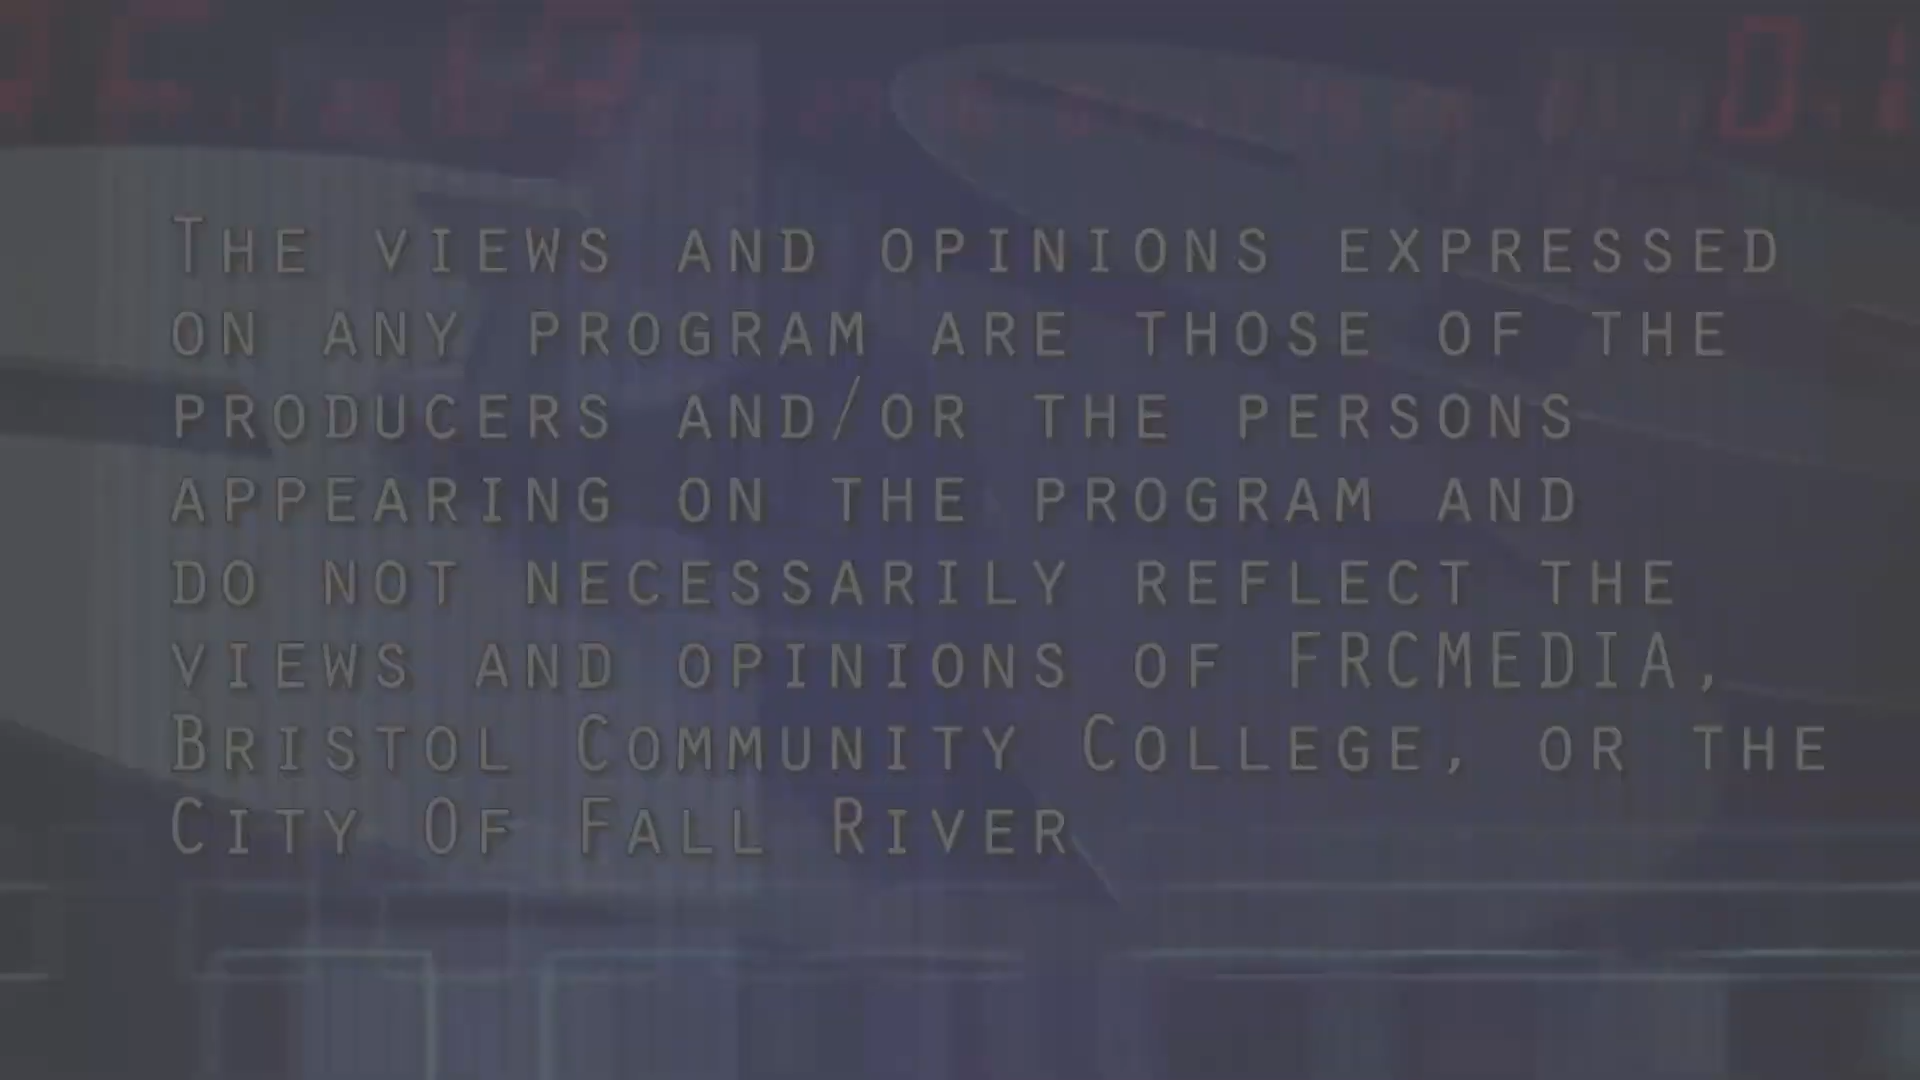 The views and opinions expressed
on any program are those of the
producers and/or the persons
appearing on the program and
do not necessarily reflect the
views and opinions of FRCMEDIA,
Bristol Community College, or the
City Of Fall River